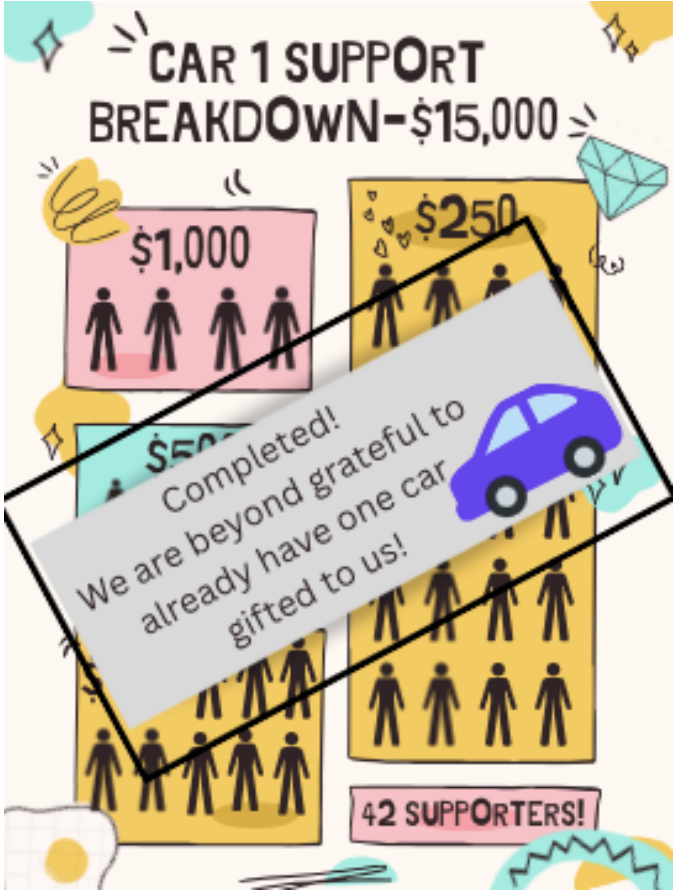 CAR 1 SUPPORT
BREAKDOWN-$15,000
$1,000
$250
Completed!
We are beyond grateful to
already have one car
gifted to us!
42 SUPPORTERS!